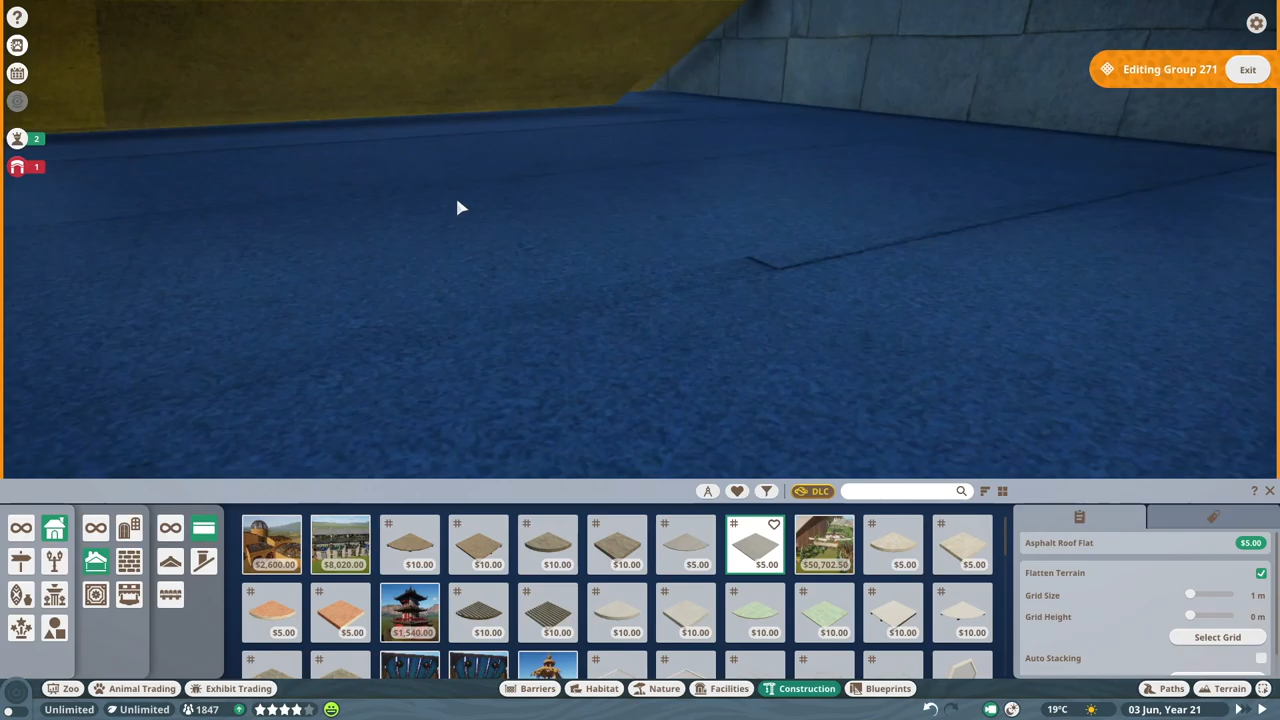 ?
Editing Group 271
Exit
2
1
DLC
?
$2,600.00
$8,020.00
$10.00
$10.00
$10.00
$10.00
$5.00
$5.00
$50,702.50
$5.00
$5.00
$5.00
$5.00
$1,540.00
$10.00
$10.00
$10.00
$10.00
$10.00
$10.00
$10.00
$10.00
Asphalt Roof Flat
$5.00
Flatten Terrain
Grid Size
1 m
Grid Height
0 m
Select Grid
Auto Stacking
Zoo
Animal Trading
Exhibit Trading
Barriers
Habitat
Nature
Facilities
Construction
Blueprints
Paths
Terrain
Unlimited
Unlimited
1847
19°C
03 Jun, Year 21